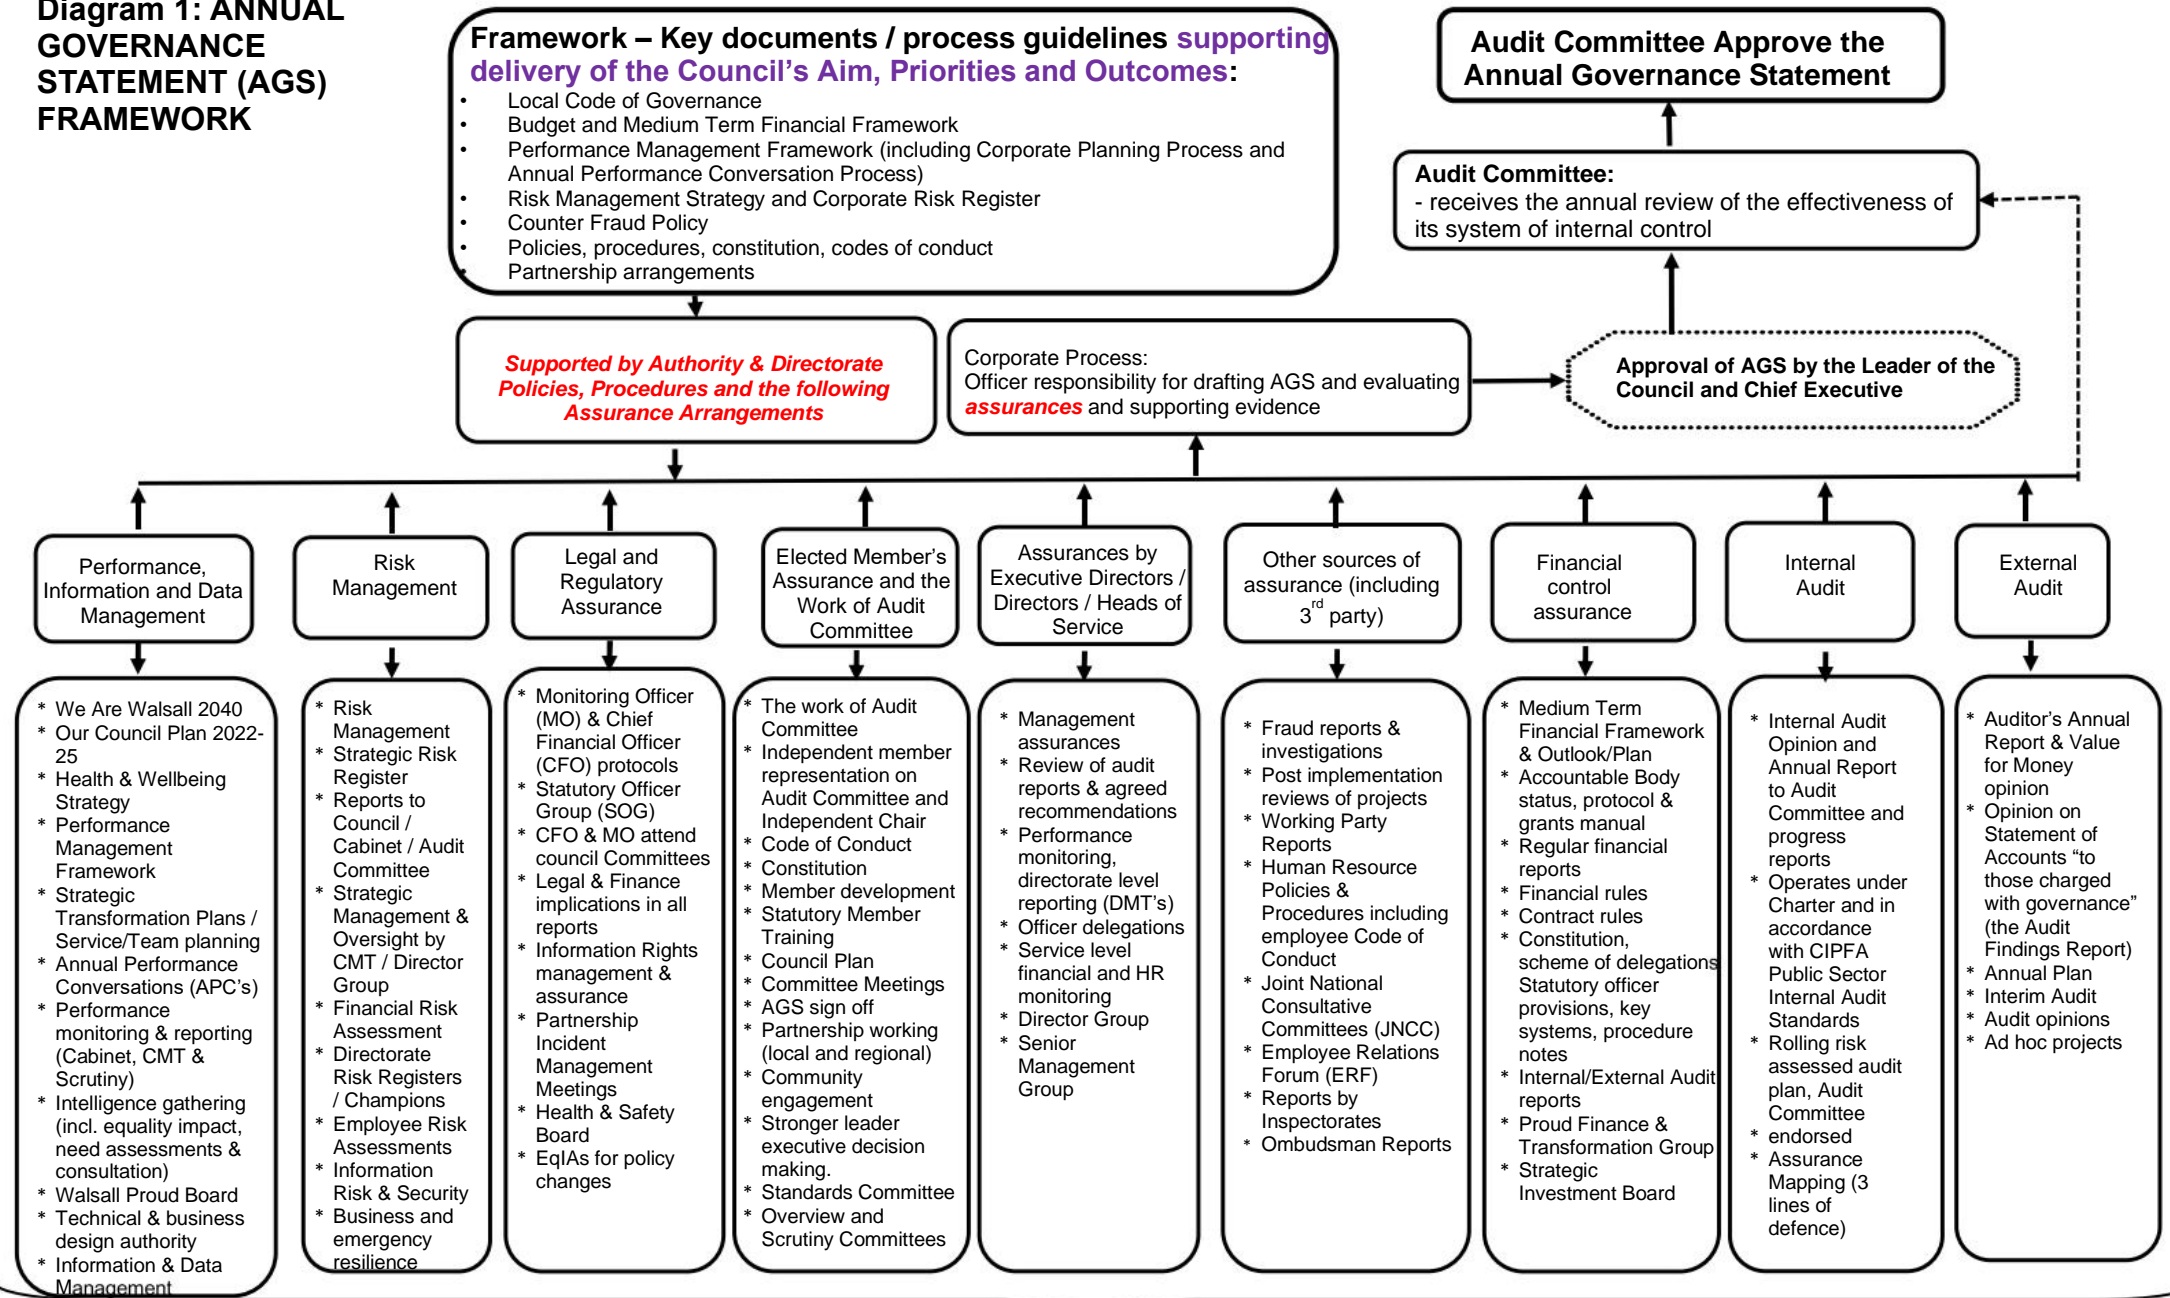 Diagram 1: ANNUAL
GOVERNANCE
STATEMENT (AGS)
FRAMEWORK
Framework – Key documents / process guidelines supporting
delivery of the Council’s Aim, Priorities and Outcomes:
• Local Code of Governance
• Budget and Medium Term Financial Framework
• Performance Management Framework (including Corporate Planning Process and
Annual Performance Conversation Process)
• Risk Management Strategy and Corporate Risk Register
• Counter Fraud Policy
• Policies, procedures, constitution, codes of conduct
• Partnership arrangements
Audit Committee Approve the
Annual Governance Statement
Audit Committee:
- receives the annual review of the effectiveness of
its system of internal control
Supported by Authority & Directorate
Policies, Procedures and the following
Assurance Arrangements
Corporate Process:
Officer responsibility for drafting AGS and evaluating
assurances and supporting evidence
Approval of AGS by the Leader of the
Council and Chief Executive
Performance,
Information and Data
Management
Risk
Management
Legal and
Regulatory
Assurance
Elected Member’s
Assurance and the
Work of Audit
Committee
Assurances by
Executive Directors /
Directors / Heads of
Service
Other sources of
assurance (including
3rd party)
Financial
control
assurance
Internal
Audit
External
Audit
* We Are Walsall 2040
* Our Council Plan 2022-
25
* Health & Wellbeing
Strategy
* Performance
Management
Framework
* Strategic
Transformation Plans /
Service/Team planning
* Annual Performance
Conversations (APC’s)
* Performance
monitoring & reporting
(Cabinet, CMT &
Scrutiny)
* Intelligence gathering
(incl. equality impact,
need assessments &
consultation)
* Walsall Proud Board
* Technical & business
design authority
* Information & Data
Management
* Risk
Management
* Strategic Risk
Register
* Reports to
Council /
Cabinet / Audit
Committee
* Strategic
Management &
Oversight by
CMT / Director
Group
* Financial Risk
Assessment
* Directorate
Risk Registers
/ Champions
* Employee Risk
Assessments
* Information
Risk & Security
* Business and
emergency
resilience
* Monitoring Officer
(MO) & Chief
Financial Officer
(CFO) protocols
* Statutory Officer
Group (SOG)
* CFO & MO attend
council Committees
* Legal & Finance
implications in all
reports
* Information Rights
management &
assurance
* Partnership
Incident
Management
Meetings
* Health & Safety
Board
* EqIAs for policy
changes
* The work of Audit
Committee
* Independent member
representation on
Audit Committee and
Independent Chair
* Code of Conduct
* Constitution
* Member development
* Statutory Member
Training
* Council Plan
* Committee Meetings
* AGS sign off
* Partnership working
(local and regional)
* Community
engagement
* Stronger leader
executive decision
making.
* Standards Committee
* Overview and
Scrutiny Committees
* Management
assurances
* Review of audit
reports & agreed
recommendations
* Performance
monitoring,
directorate level
reporting (DMT’s)
* Officer delegations
* Service level
financial and HR
monitoring
* Director Group
* Senior
Management
Group
* Fraud reports &
investigations
* Post implementation
reviews of projects
* Working Party
Reports
* Human Resource
Policies &
Procedures including
employee Code of
Conduct
* Joint National
Consultative
Committees (JNCC)
* Employee Relations
Forum (ERF)
* Reports by
Inspectorates
* Ombudsman Reports
* Medium Term
Financial Framework
& Outlook/Plan
* Accountable Body
status, protocol &
grants manual
* Regular financial
reports
* Financial rules
* Contract rules
* Constitution,
scheme of delegations
Statutory officer
provisions, key
systems, procedure
notes
* Internal/External Audit
reports
* Proud Finance &
Transformation Group
* Strategic
Investment Board
* Internal Audit
Opinion and
Annual Report
to Audit
Committee and
progress
reports
* Operates under
Charter and in
accordance
with CIPFA
Public Sector
Internal Audit
Standards
* Rolling risk
assessed audit
plan, Audit
Committee
* endorsed
* Assurance
Mapping (3
lines of
defence)
* Auditor’s Annual
Report & Value
for Money
opinion
* Opinion on
Statement of
Accounts “to
those charged
with governance”
(the Audit
Findings Report)
* Annual Plan
* Interim Audit
* Audit opinions
* Ad hoc projects